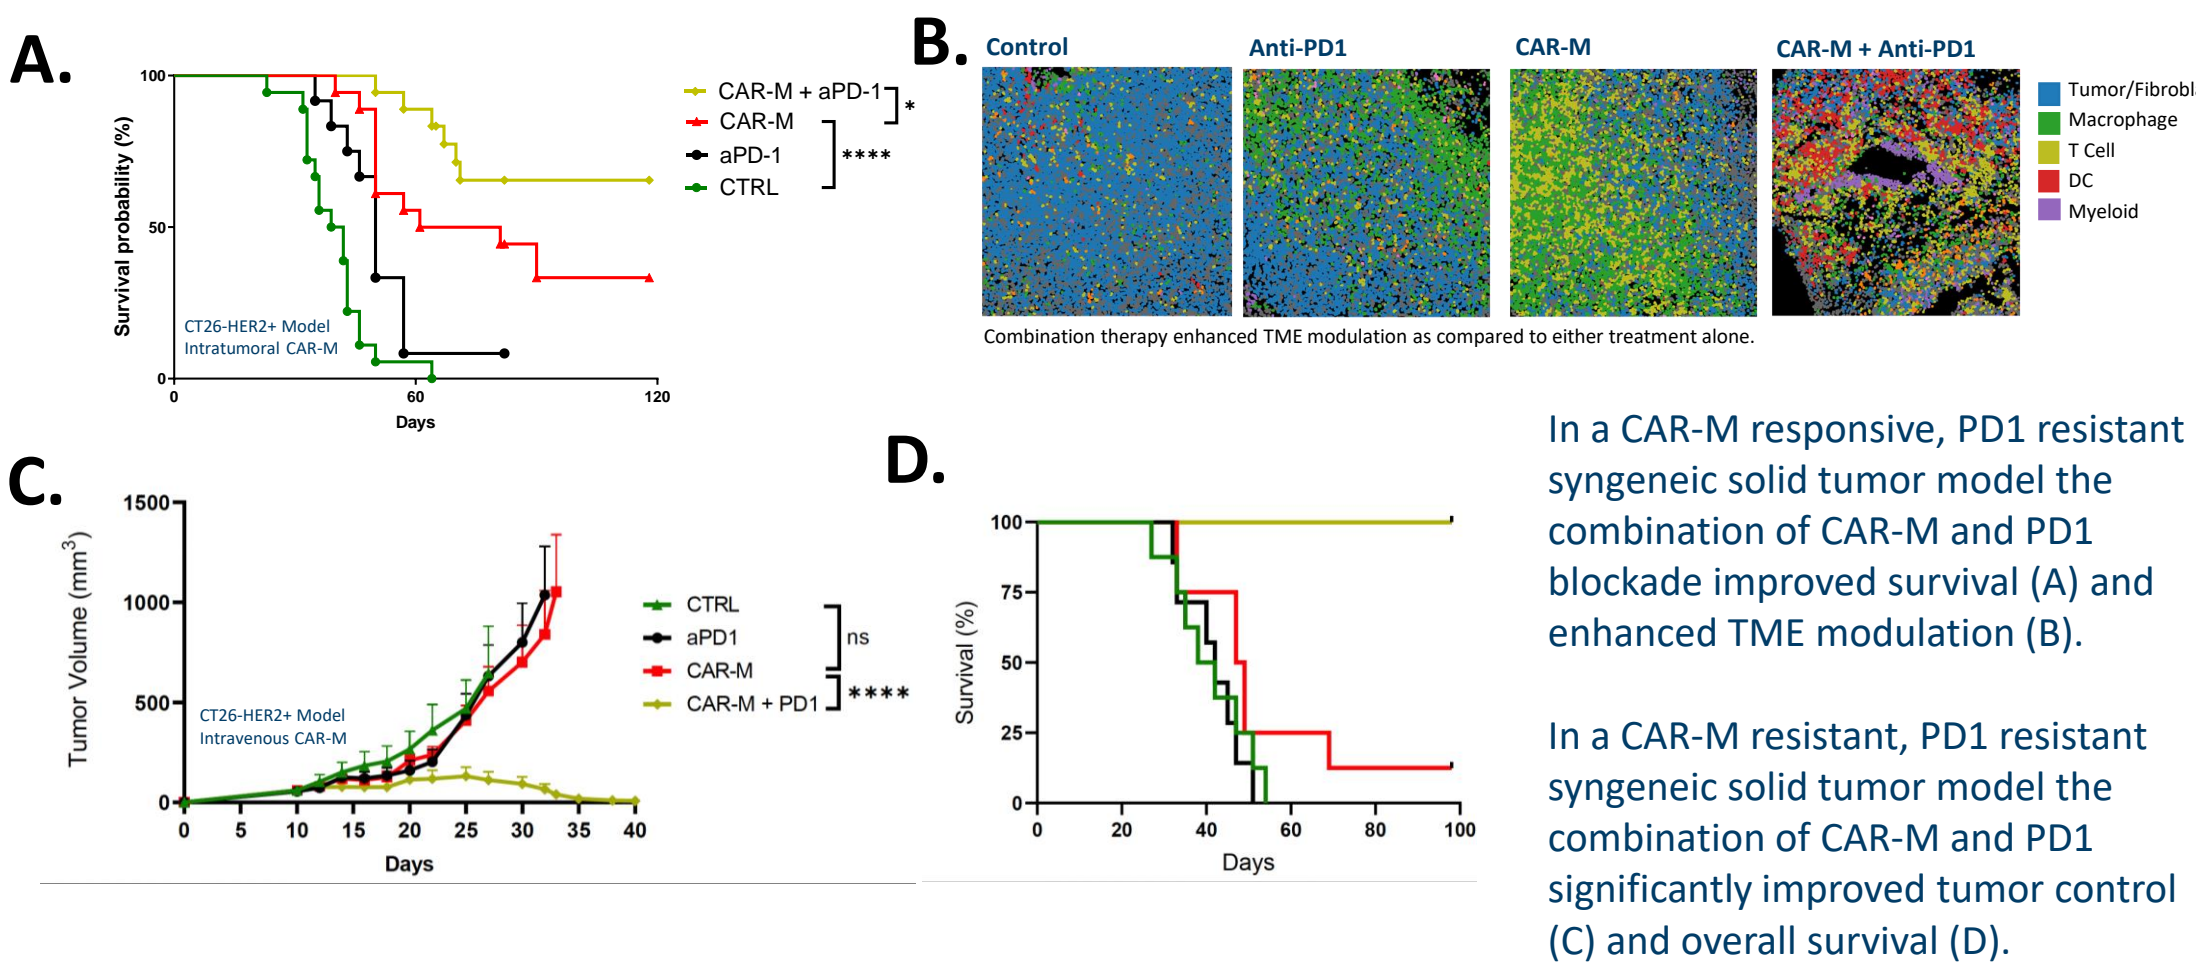 A.
100
50
0
0
60
120
Survival probability (%)
Days
CT26-HER2+ Model
Intratumoral CAR-M
CAR-M + aPD-1
CAR-M
aPD-1
CTRL
*
****
B.
Control
Anti-PD1
CAR-M
CAR-M + Anti-PD1
Tumor/Fibrobl
Macrophage
T Cell
DC
Myeloid
Combination therapy enhanced TME modulation as compared to either treatment alone.
C.
1500
1000
500
0
0 5 10 15 20 25 30 35 40
Tumor Volume (mm3)
Days
CT26-HER2+ Model
Intravenous CAR-M
CTRL
aPD1
CAR-M
CAR-M + PD1
ns
****
D.
100
75
50
25
0
0 20 40 60 80 100
Survival (%)
Days
In a CAR-M responsive, PD1 resistant
syngeneic solid tumor model the
combination of CAR-M and PD1
blockade improved survival (A) and
enhanced TME modulation (B).
In a CAR-M resistant, PD1 resistant
syngeneic solid tumor model the
combination of CAR-M and PD1
significantly improved tumor control
(C) and overall survival (D).